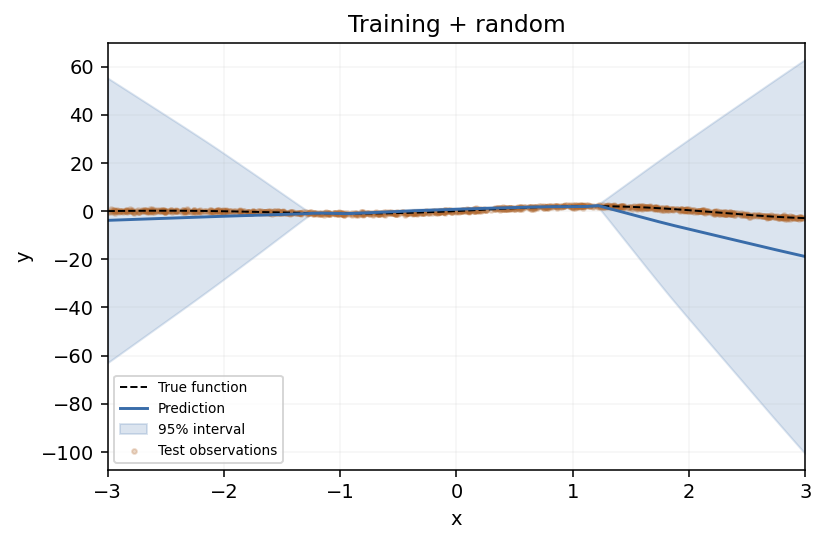 Training + random
60
40
20
0
−20
−40
−60
−80
−100
y
True function
Prediction
95% interval
Test observations
−3 −2 −1 0 1 2 3
x